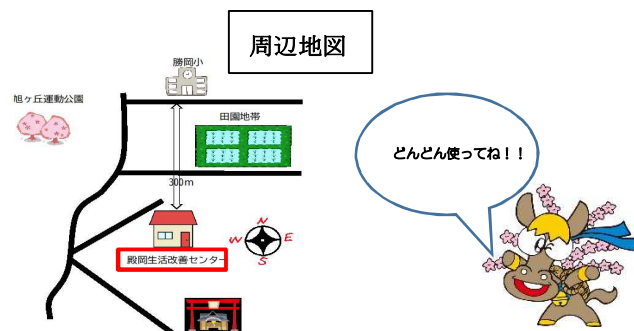 周辺地図
勝岡小
旭ヶ丘運動公園
田園地帯
どんどん使ってね！！
300m
N
W
E
S
殿岡生活改善センター